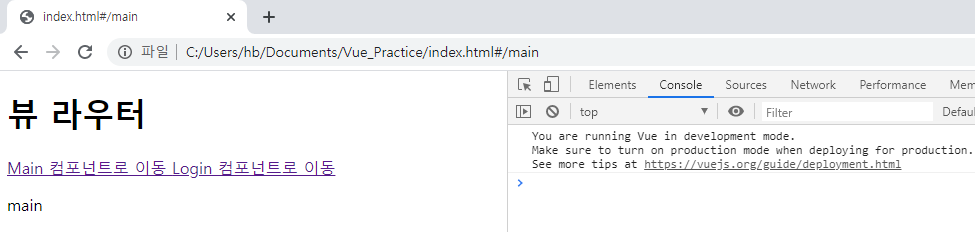 index.html#/main
파일 C:/Users/hb/Documents/Vue_Practice/index.html#/main
Elements Console Sources Network Performance Mem
top Filter Defaul
뷰 라우터
Main 컴포넌트로 이동 Login 컴포넌트로 이동
main
You are running Vue in development mode.
Make sure to turn on production mode when deploying for production.
See more tips at https://vuejs.org/guide/deployment.html